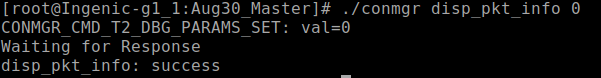 [root@Ingenic-g1_1:Aug30_Master]# ./conmgr disp_pkt_info 0
CONMGR_CMD_T2_DBG_PARAMS_SET: val=0
Waiting for Response
disp_pkt_info: success